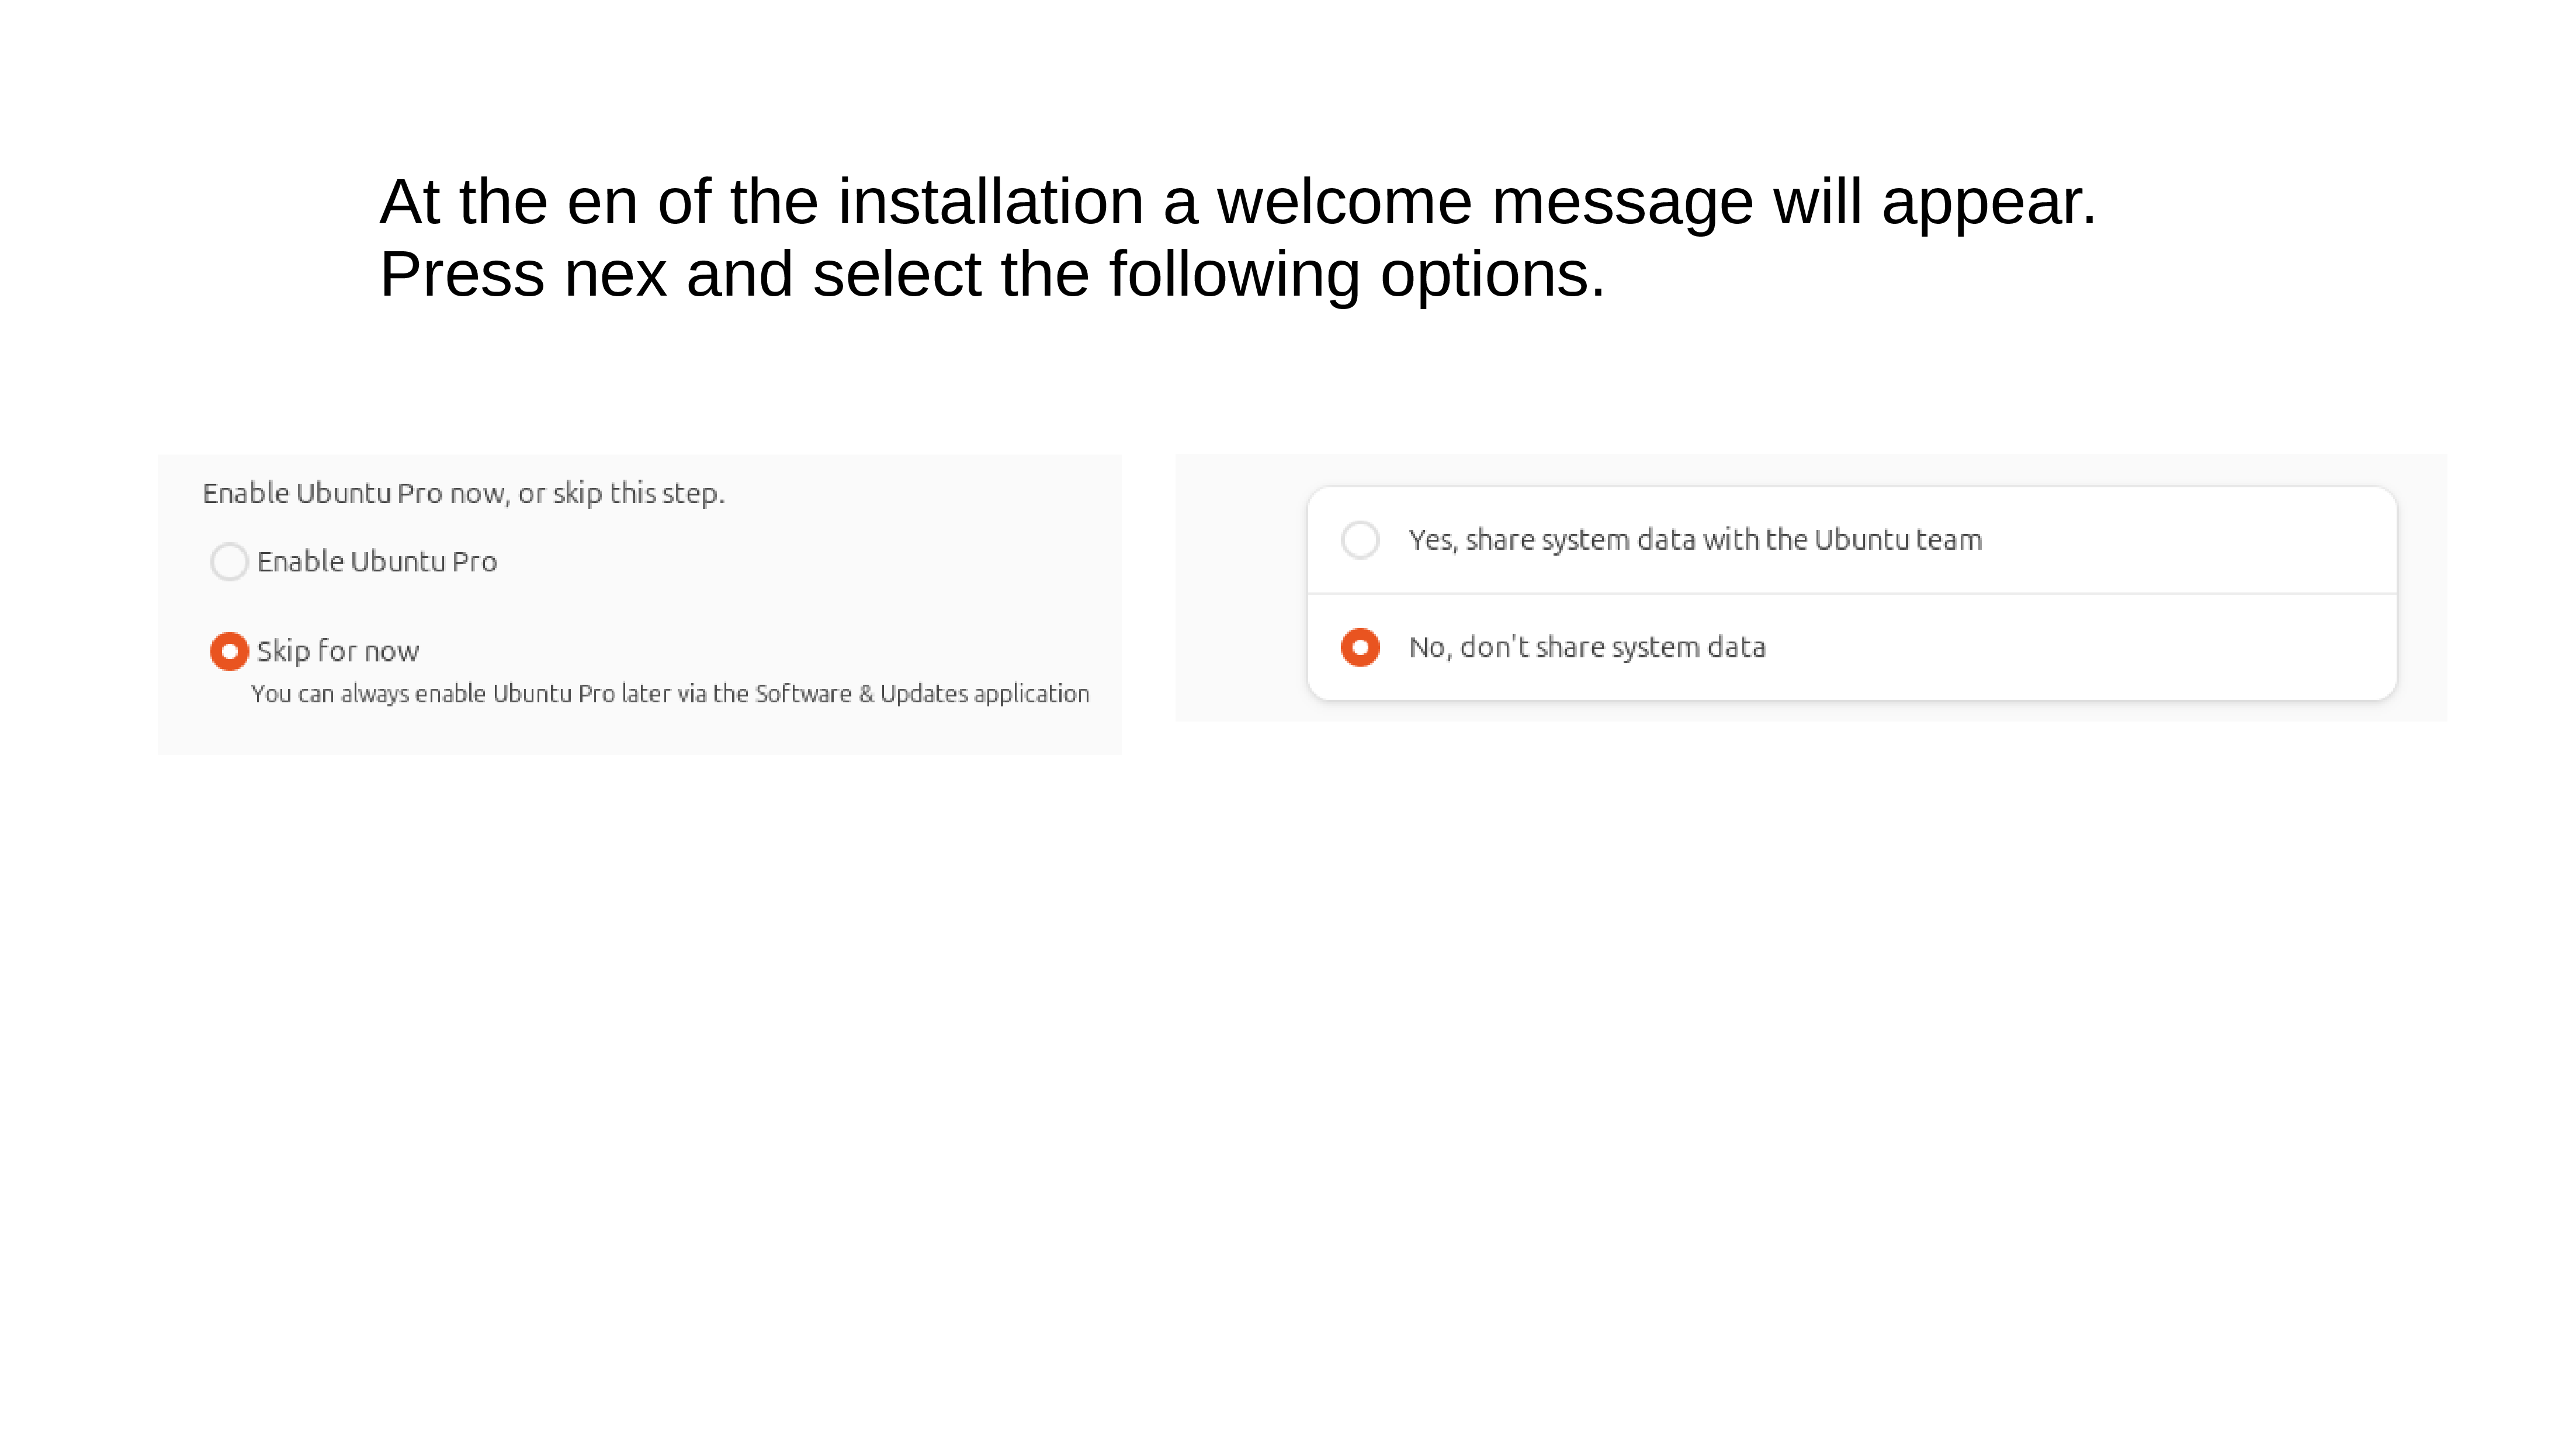 At the en of the installation a welcome message will appear.
Press nex and select the following options.
Enable Ubuntu Pro now, or skip this step.
Enable Ubuntu Pro
Skip for now
You can always enable Ubuntu Pro later via the Software & Updates application
Yes, share system data with the Ubuntu team
No, don't share system data